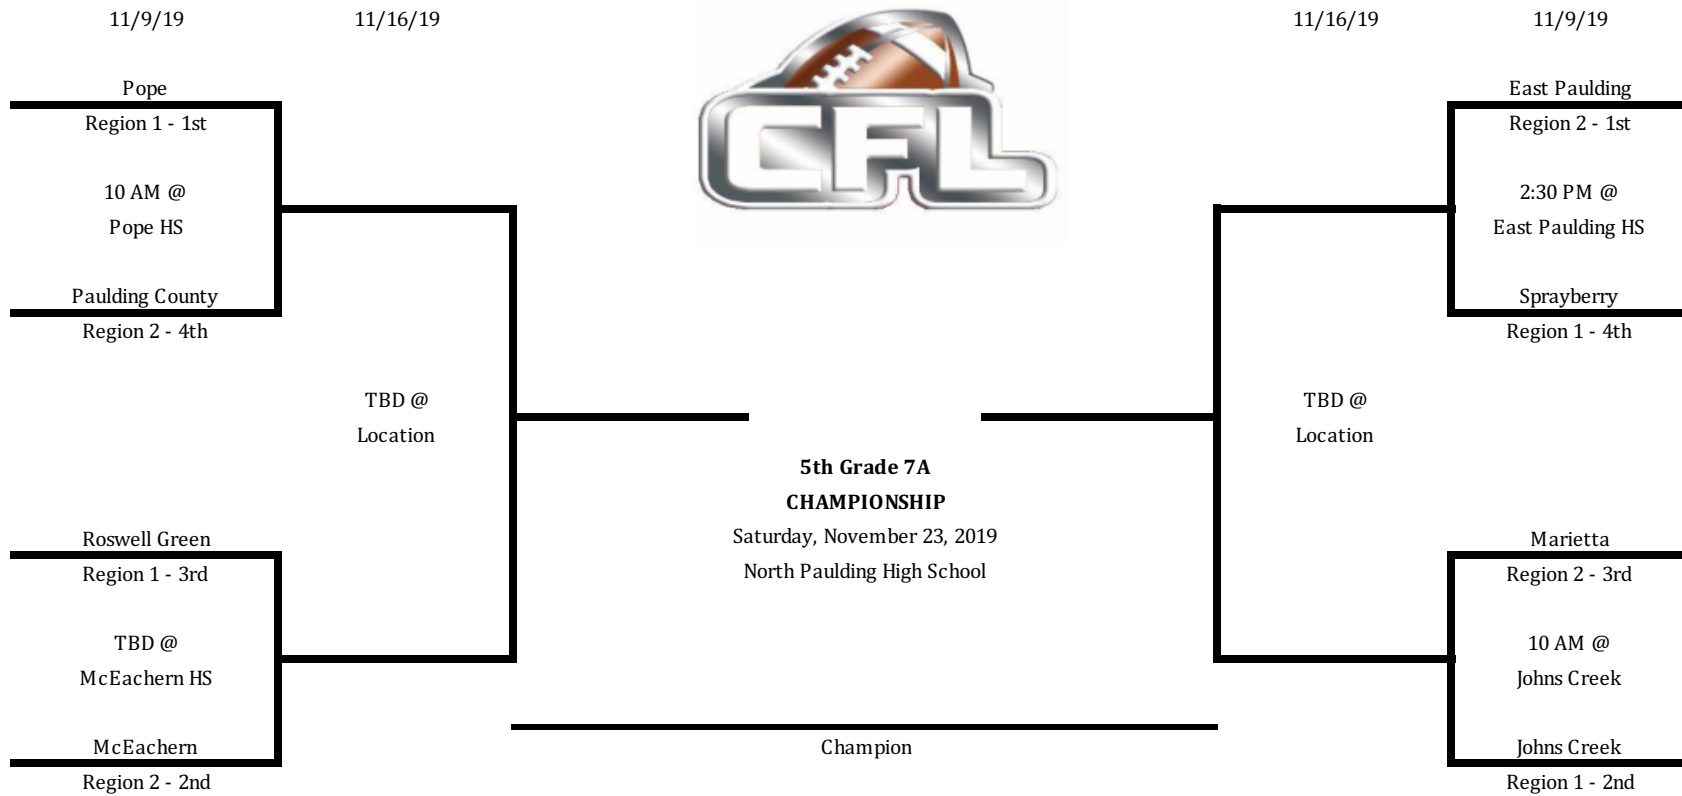 11/9/19
11/16/19
11/16/19
11/9/19
CFL
Pope
Region 1 - 1st
10 AM @
Pope HS
Paulding County
Region 2 - 4th
TBD @
Location
Roswell Green
Region 1 - 3rd
TBD @
McEachern HS
McEachern
Region 2 - 2nd
5th Grade 7A
CHAMPIONSHIP
Saturday, November 23, 2019
North Paulding High School
Champion
East Paulding
Region 2 - 1st
2:30 PM @
East Paulding HS
Sprayberry
Region 1 - 4th
TBD @
Location
Marietta
Region 2 - 3rd
10 AM @
Johns Creek
Johns Creek
Region 1 - 2nd